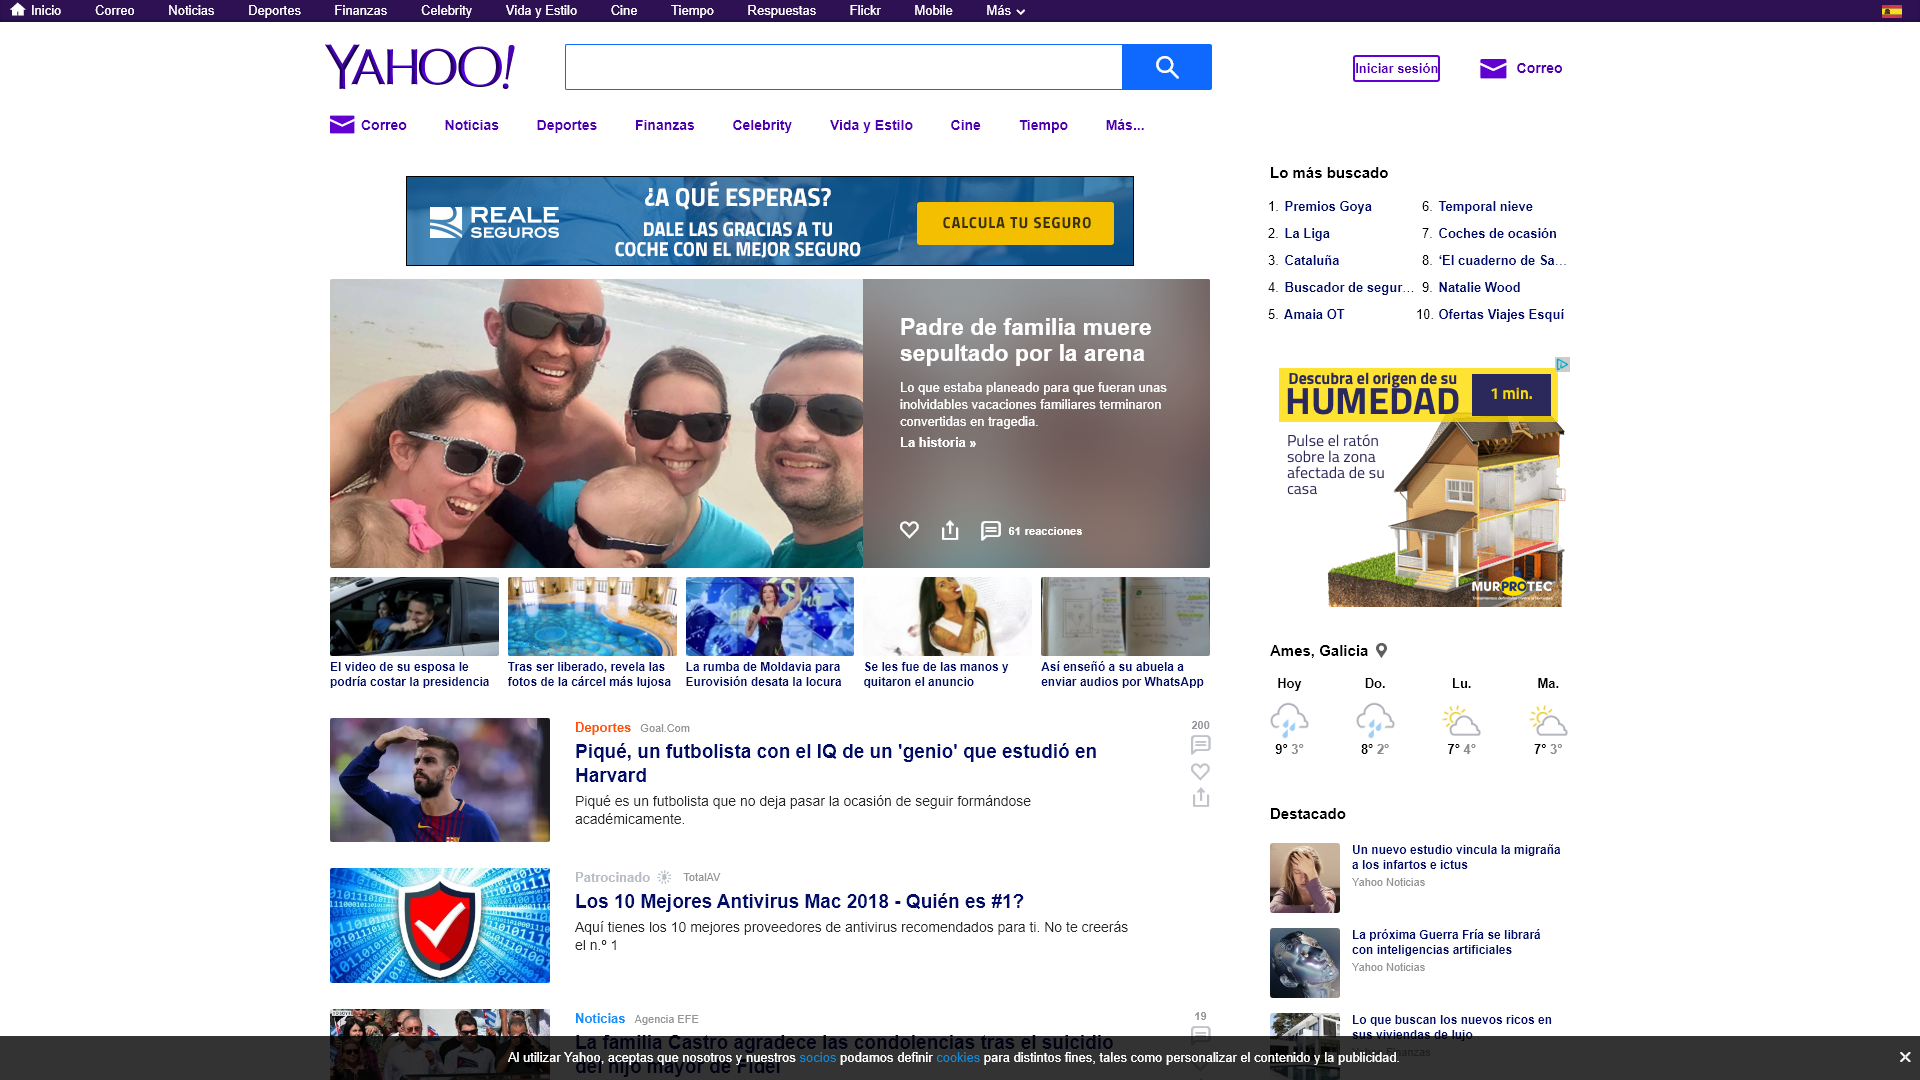 Inicio Correo Noticias Deportes Finanzas Celebrity Vida y Estilo Cine Tiempo Respuestas Flickr Mobile Más
YAHOO!
Iniciar sesión
Correo
Correo Noticias Deportes Finanzas Celebrity Vida y Estilo Cine Tiempo Más...
REALE
SEGUROS
¿A QUÉ ESPERAS?
DALE LAS GRACIAS A TU
COCHE CON EL MEJOR SEGURO
CALCULA TU SEGURO
Padre de familia muere
sepultado por la arena
Lo que estaba planeado para que fueran unas
inolvidables vacaciones familiares terminaron
convertidas en tragedia.
La historia »
61 reacciones
El video de su esposa le
podría costar la presidencia
Tras ser liberado, revela las
fotos de la cárcel más lujosa
La rumba de Moldavia para
Eurovisión desata la locura
Se les fue de las manos y
quitaron el anuncio
Así enseñó a su abuela a
enviar audios por WhatsApp
Deportes Goal.Com
Piqué, un futbolista con el IQ de un 'genio' que estudió en
Harvard
Piqué es un futbolista que no deja pasar la ocasión de seguir formándose
académicamente.
200
Patrocinado TotalAV
Los 10 Mejores Antivirus Mac 2018 - Quién es #1?
Aquí tienes los 10 mejores proveedores de antivirus recomendados para ti. No te creerás
el n.º 1
Noticias Agencia EFE
La familia Castro agradece las condolencias tras el suicidio
del hijo mayor de Fidel
19
Lo más buscado
1. Premios Goya
2. La Liga
3. Cataluña
4. Buscador de segur...
5. Amaia OT
6. Temporal nieve
7. Coches de ocasión
8. ‘El cuaderno de Sa...
9. Natalie Wood
10. Ofertas Viajes Esquí
Descubra el origen de su
HUMEDAD
1 min.
Pulse el ratón
sobre la zona
afectada de su
casa
MURPROTEC
Ames, Galicia
Hoy Do. Lu. Ma.
9° 3° 8° 2° 7° 4° 7° 3°
Destacado
Un nuevo estudio vincula la migraña
a los infartos e ictus
Yahoo Noticias
La próxima Guerra Fría se librará
con inteligencias artificiales
Yahoo Noticias
Lo que buscan los nuevos ricos en
sus viviendas de lujo
Al utilizar Yahoo, aceptas que nosotros y nuestros socios podamos definir cookies para distintos fines, tales como personalizar el contenido y la publicidad.